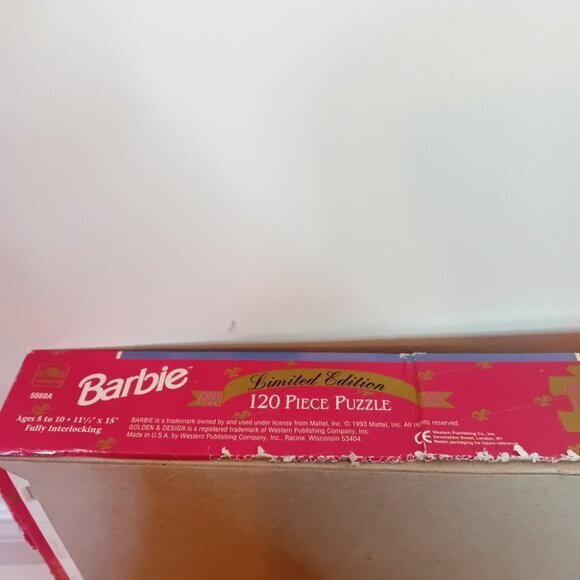 5660A
Barbie™
Limited Edition
120 PIECE PUZZLE
Ages 5 to 10 • 11½" x 15"
Fully Interlocking
BARBIE is a trademark owned by and used under license from Mattel, Inc. © 1993 Mattel, Inc. All rights reserved.
GOLDEN & DESIGN is a registered trademark of Western Publishing Company, Inc.
Made in U.S.A. by Western Publishing Company, Inc., Racine, Wisconsin 53404.
CE
Western Publishing Co., Inc.
Devonshire Street, London, W1
Retain packaging for future reference.